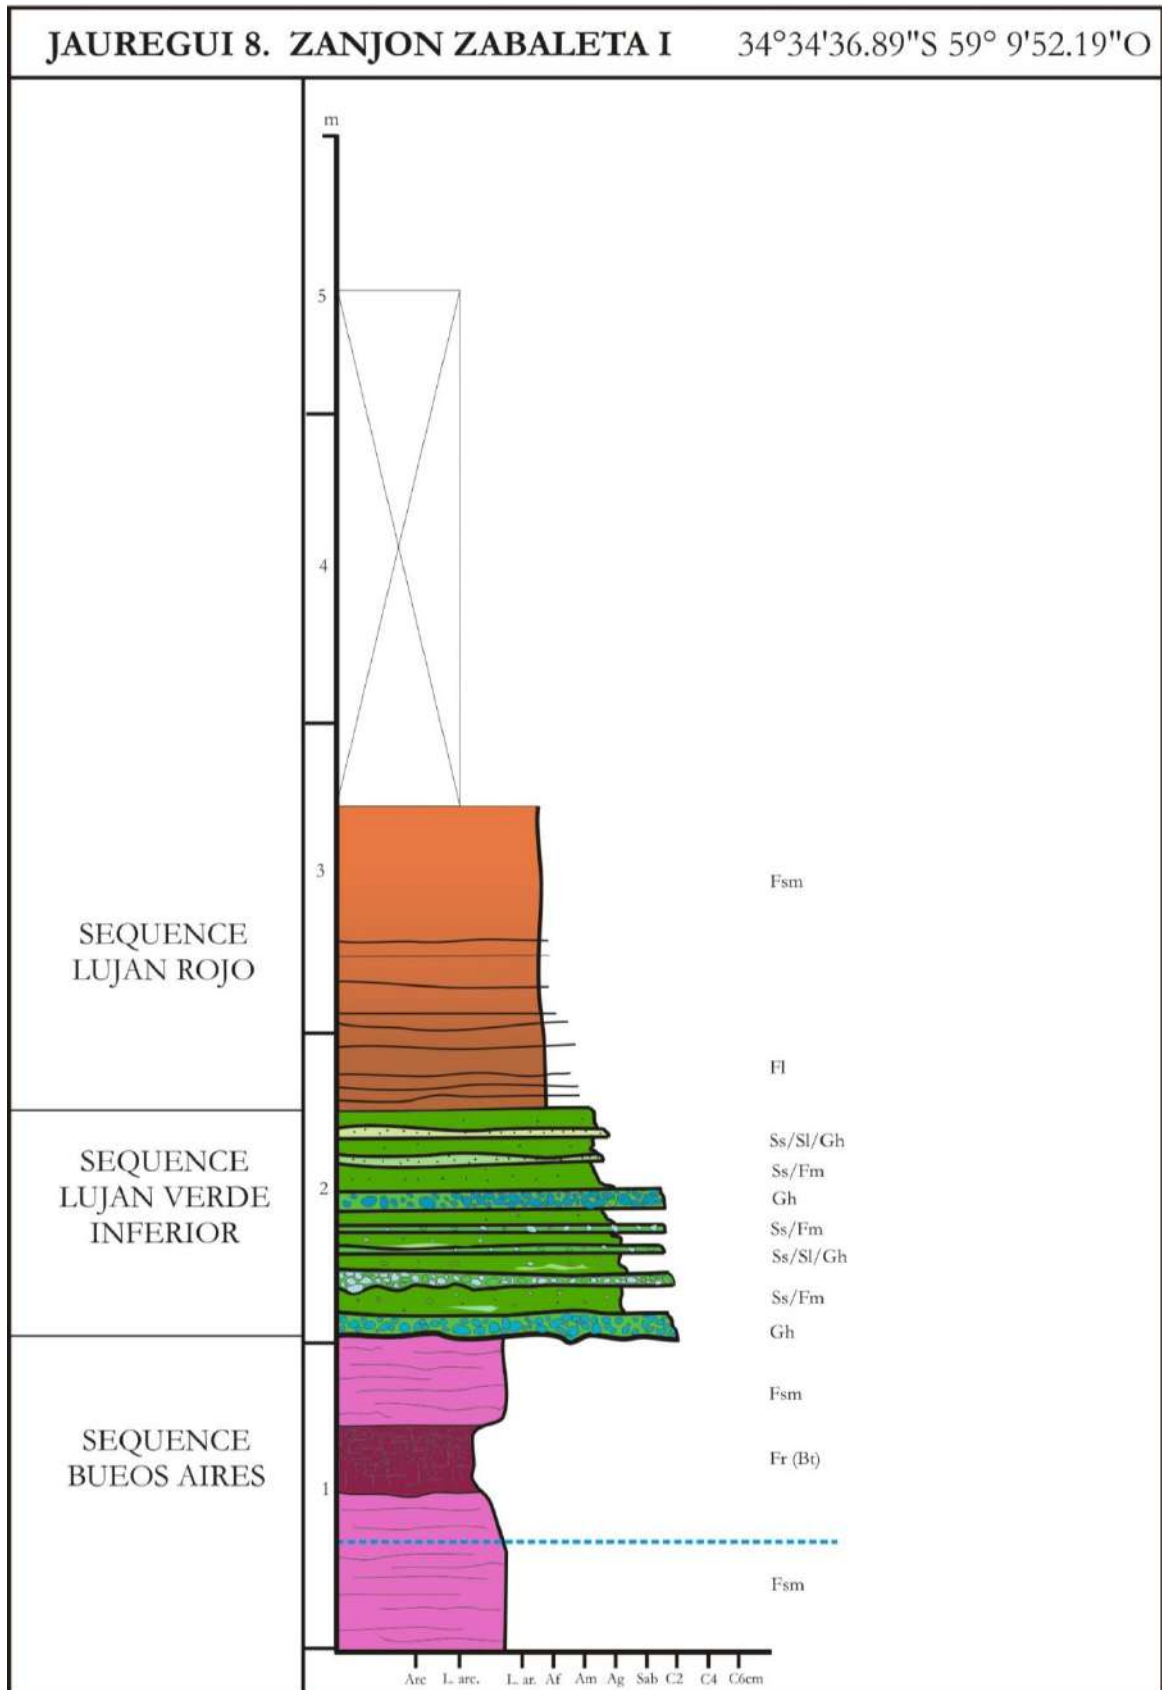 JAUREGUI 8. ZANJON ZABALETA I 34°34'36.89"S 59° 9'52.19"O
m
5
4
3
Fsm
SEQUENCE
LUJAN ROJO
Fl
Ss/Sl/Gh
SEQUENCE
LUJAN VERDE
INFERIOR
Ss/Fm
2
Gh
Ss/Fm
Ss/Sl/Gh
Ss/Fm
Gh
Fsm
SEQUENCE
BUEOS AIRES
Fr (Bt)
1
Fsm
Arc L. arc. L. ar. Af Am Ag Sab C2 C4 C6cm